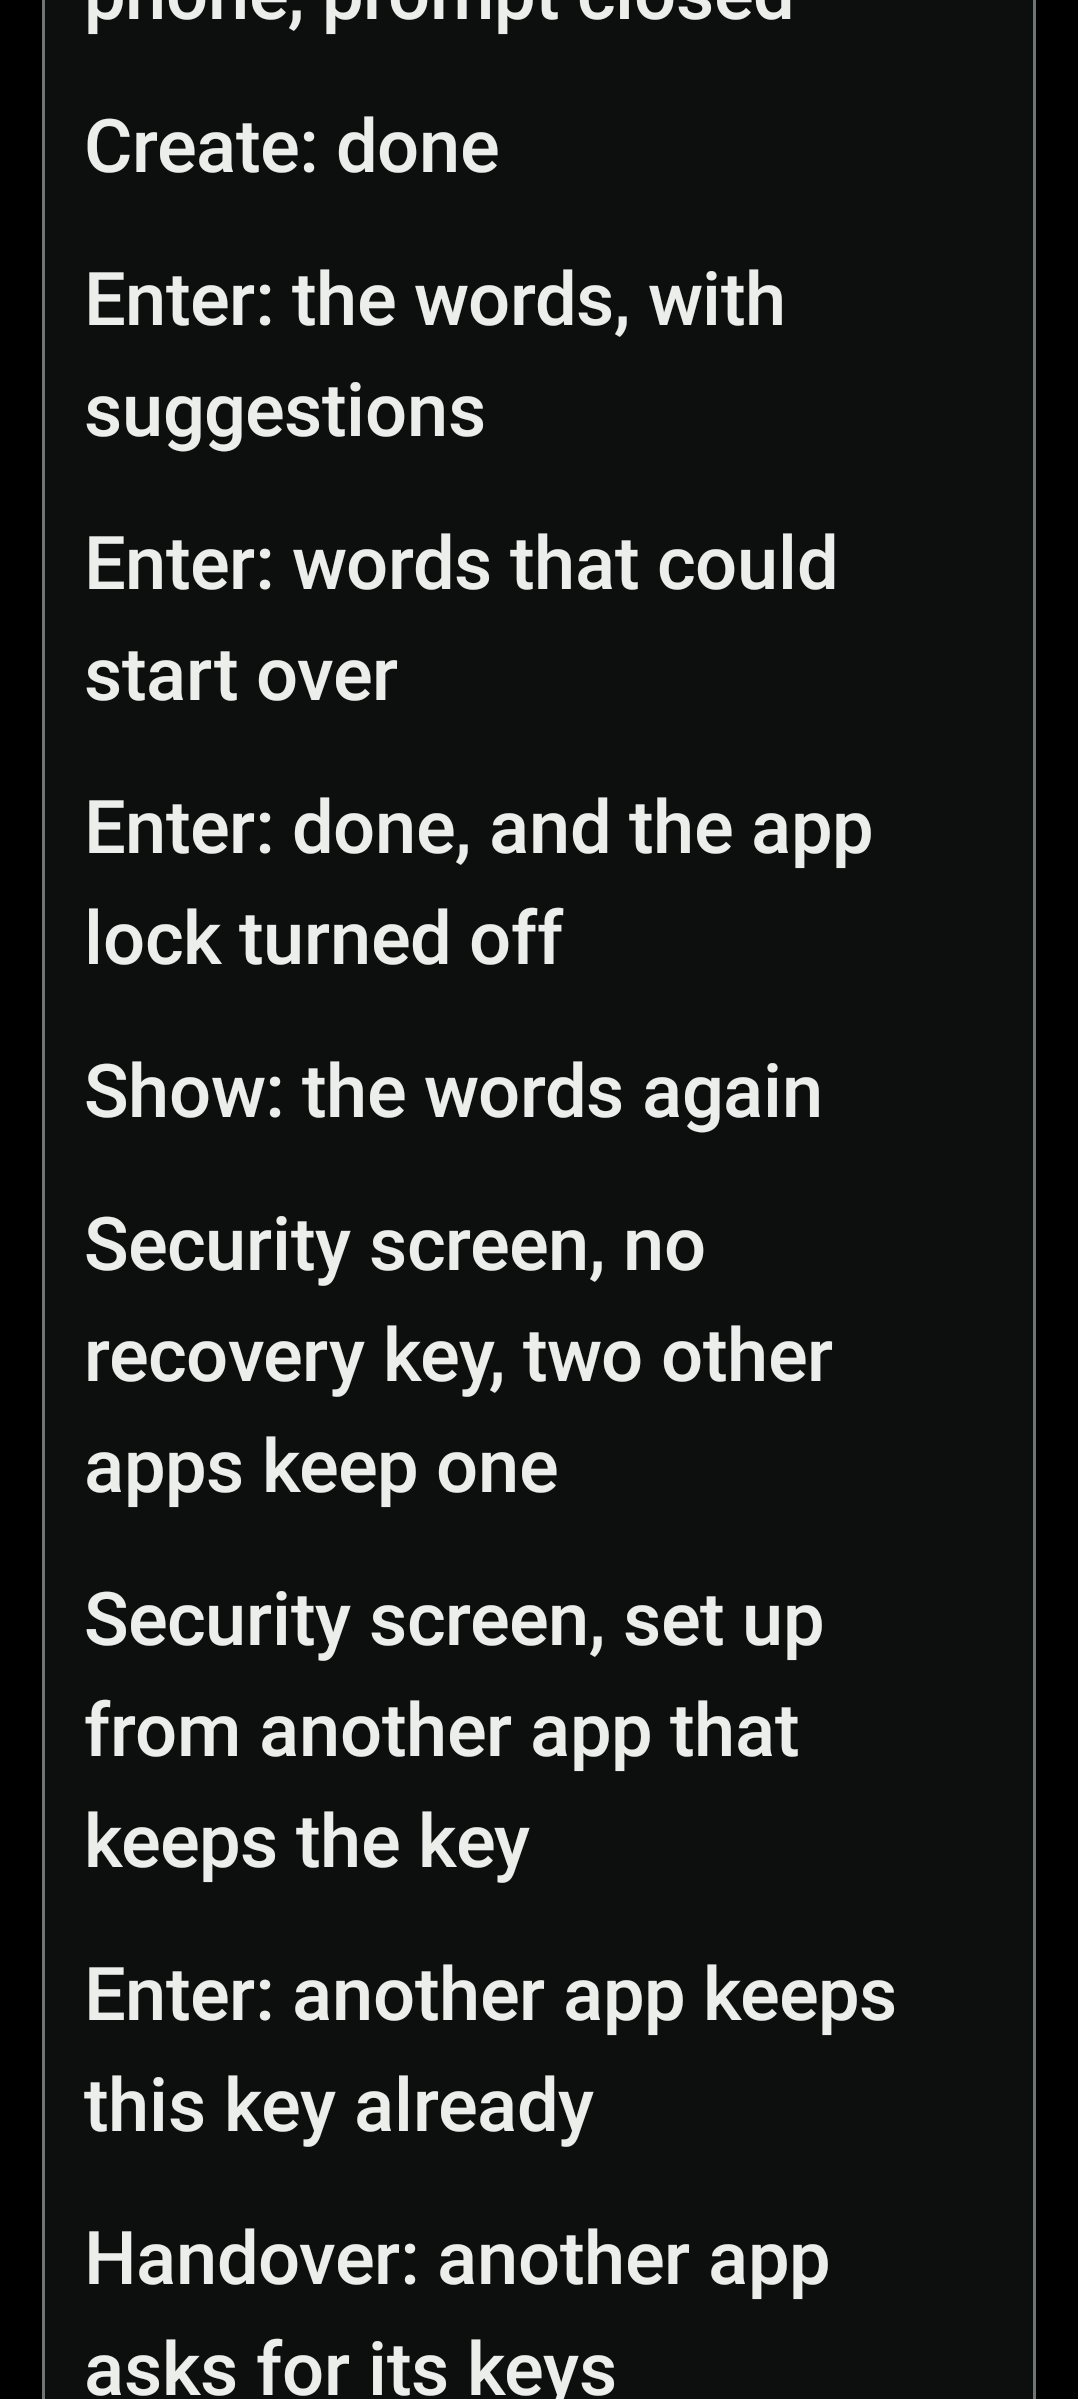 phone, prompt closed
Create: done
Enter: the words, with
suggestions
Enter: words that could
start over
Enter: done, and the app
lock turned off
Show: the words again
Security screen, no
recovery key, two other
apps keep one
Security screen, set up
from another app that
keeps the key
Enter: another app keeps
this key already
Handover: another app
asks for its keys